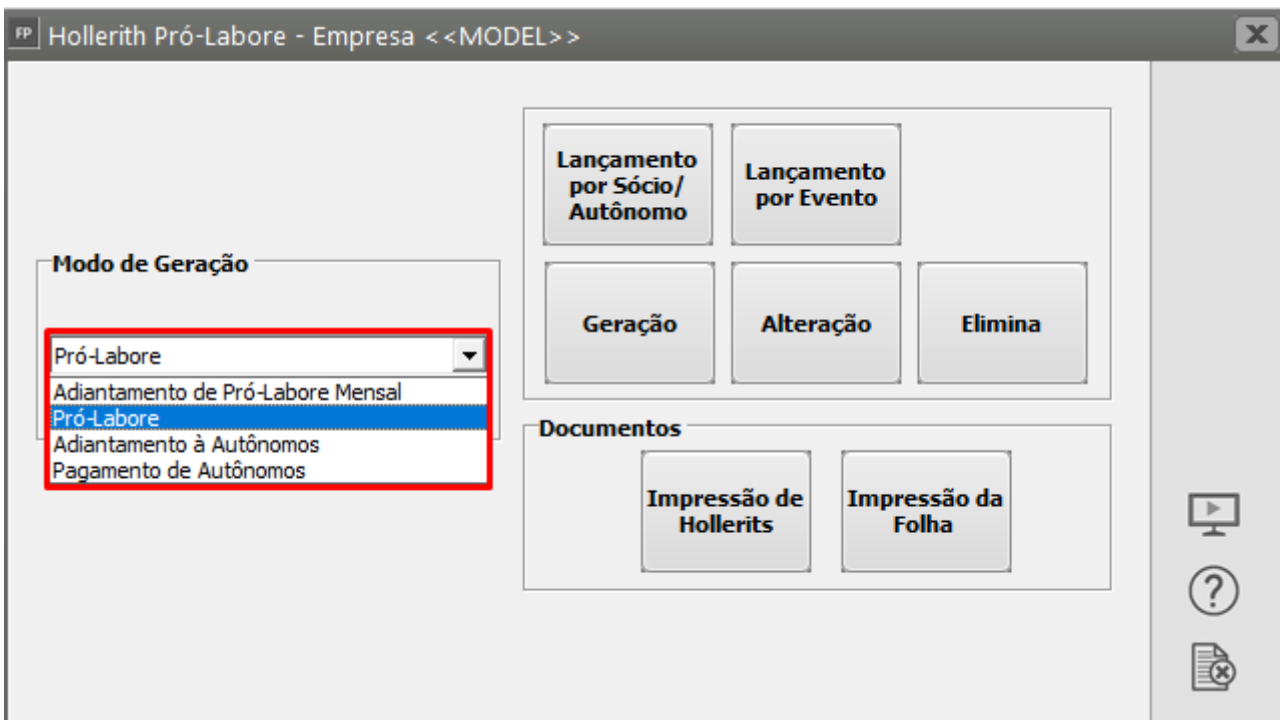 FP Hollerith Pró-Labore - Empresa <<MODEL>>
Lançamento
por Sócio/
Autônomo
Lançamento
por Evento
Modo de Geração
Pró-Labore
Adiantamento de Pró-Labore Mensal
Pró-Labore
Adiantamento à Autônomos
Pagamento de Autônomos
Geração
Alteração
Elimina
Documentos
Impressão de
Hollerits
Impressão da
Folha